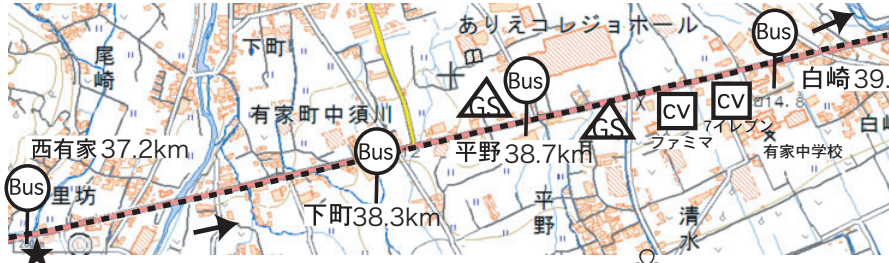 尾崎
下町
ありえコレジヨホール
Bus
白崎39.
GS
Bus
有家町中須川
CV
CV
14.8
GS
ファミマ
7イレブン
有家中学校
西有家37.2km
Bus
平野38.7km
Bus
里坊
下町38.3km
平野
清水